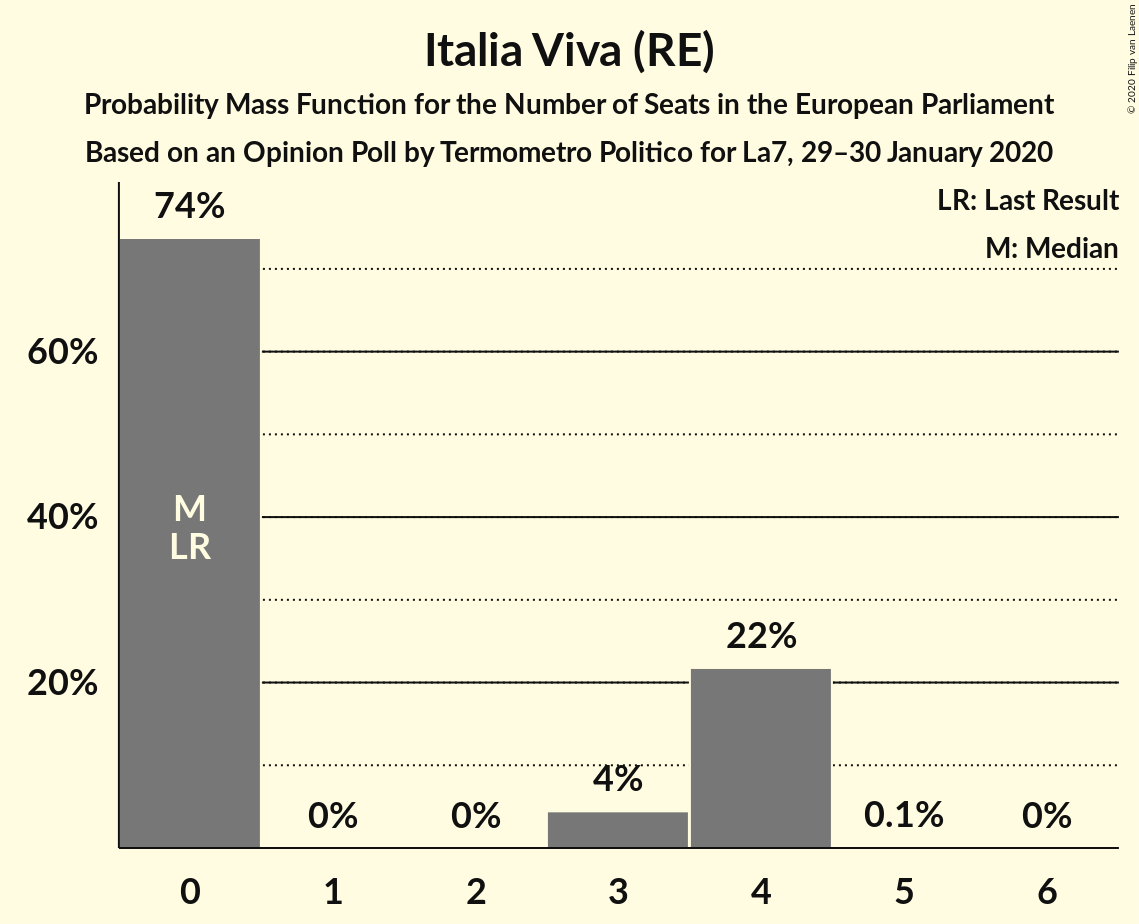 Italia Viva (RE)
Probability Mass Function for the Number of Seats in the European Parliament
Based on an Opinion Poll by Termometro Politico for La7, 29–30 January 2020
© 2020 Filip van Laenen
LR: Last Result
M: Median
74%
60%
40%
20%
M
LR
0%
0%
4%
22%
0.1%
0%
0
1
2
3
4
5
6